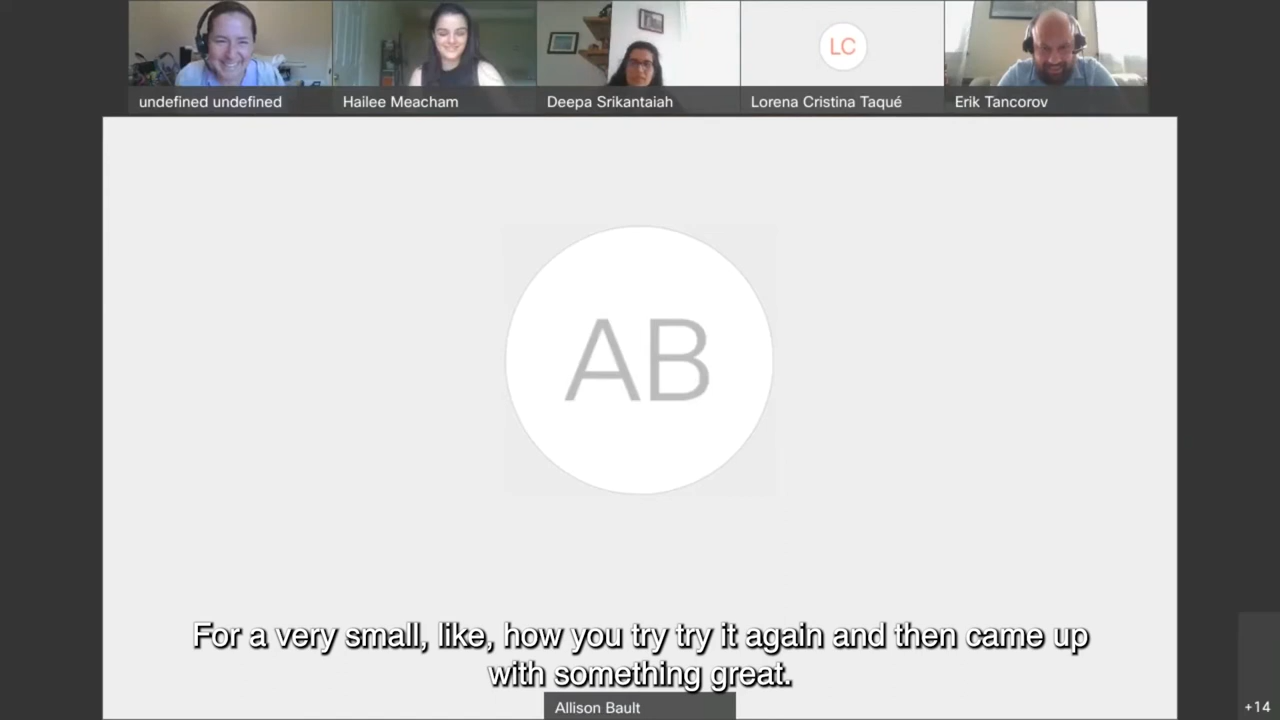 undefined undefined
Hailee Meacham
Deepa Srikantaiah
LC
Lorena Cristina Taqué
Erik Tancorov
AB
For a very small, like, how you try try it again and then came up
with something great.
Allison Bault
+14